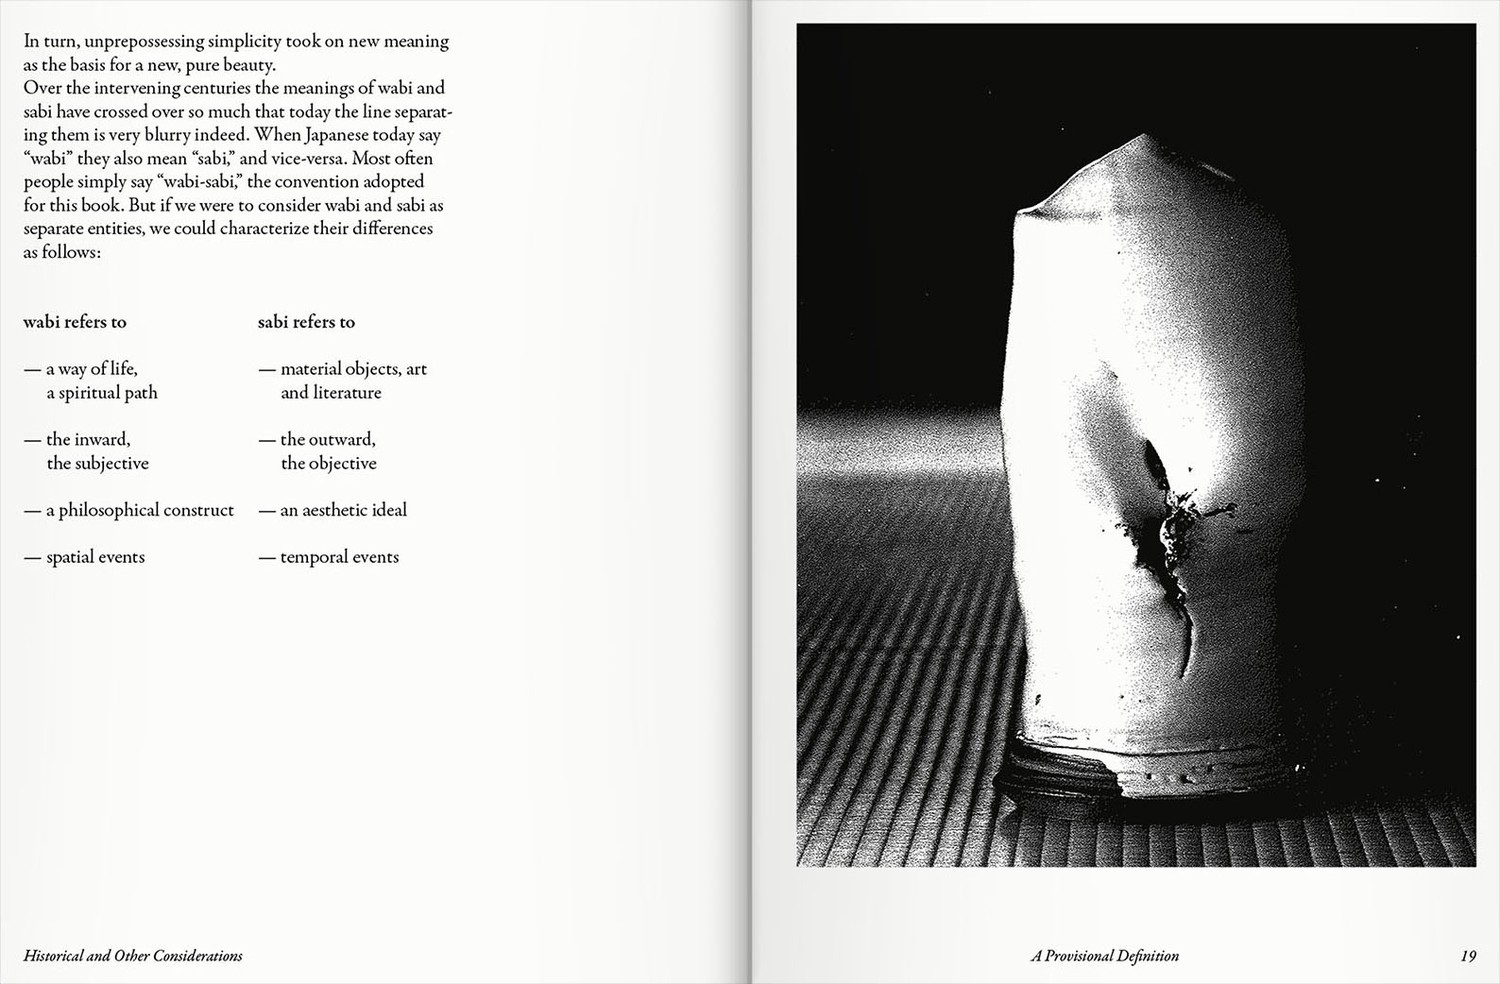 In turn, unprepossessing simplicity took on new meaning
as the basis for a new, pure beauty.
Over the intervening centuries the meanings of wabi and
sabi have crossed over so much that today the line separat-
ing them is very blurry indeed. When Japanese today say
“wabi” they also mean “sabi,” and vice-versa. Most often
people simply say “wabi-sabi,” the convention adopted
for this book. But if we were to consider wabi and sabi as
separate entities, we could characterize their differences
as follows:
wabi refers to
— a way of life,
a spiritual path
— the inward,
the subjective
— a philosophical construct
— spatial events
sabi refers to
— material objects, art
and literature
— the outward,
the objective
— an aesthetic ideal
— temporal events
Historical and Other Considerations
A Provisional Definition
19